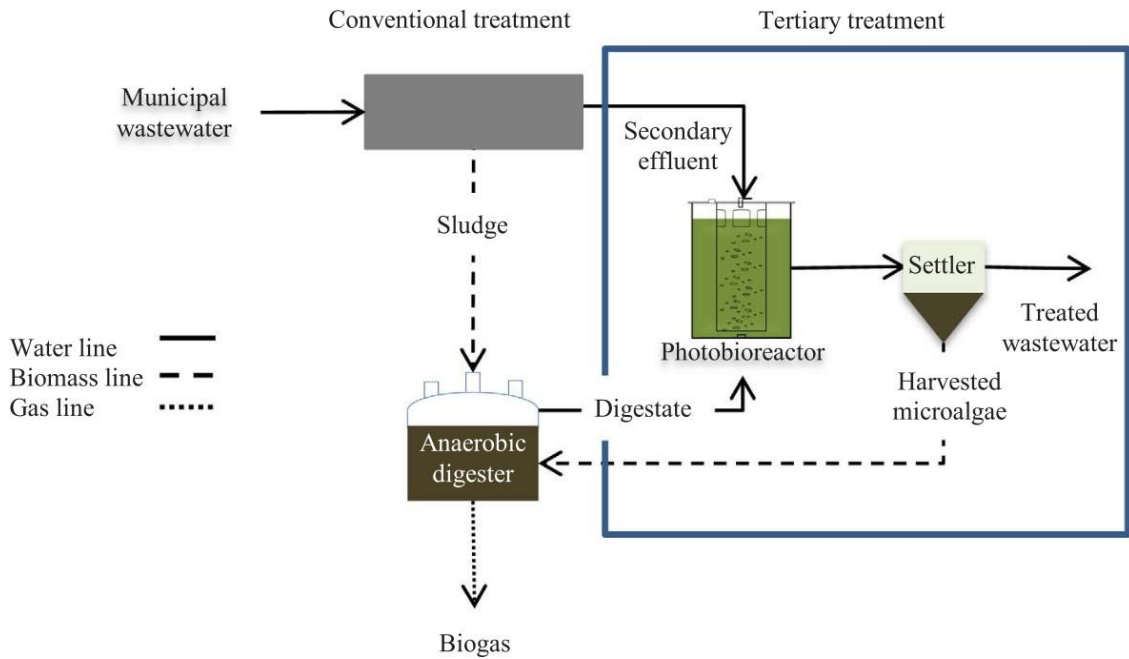 Conventional treatment
Tertiary treatment
Municipal
wastewater
Secondary
effluent
Sludge
Settler
Treated
wastewater
Photobioreactor
Harvested
microalgae
Water line
Biomass line
Gas line
Digestate
Anaerobic
digester
Biogas